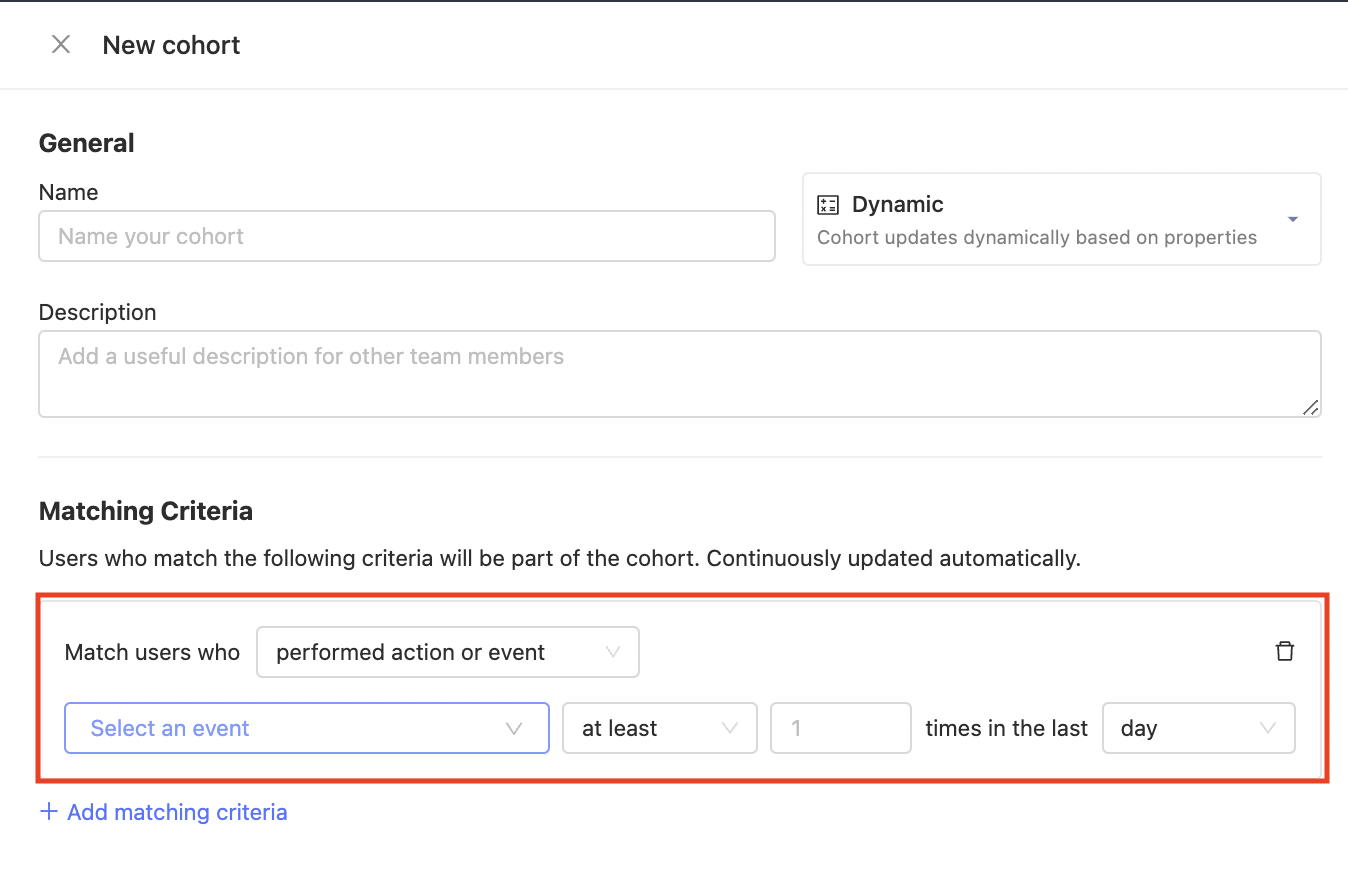 New cohort
General
Name
Name your cohort
Dynamic
Cohort updates dynamically based on properties
Description
Add a useful description for other team members
Matching Criteria
Users who match the following criteria will be part of the cohort. Continuously updated automatically.
Match users who performed action or event
Select an event at least 1 times in the last day
+ Add matching criteria